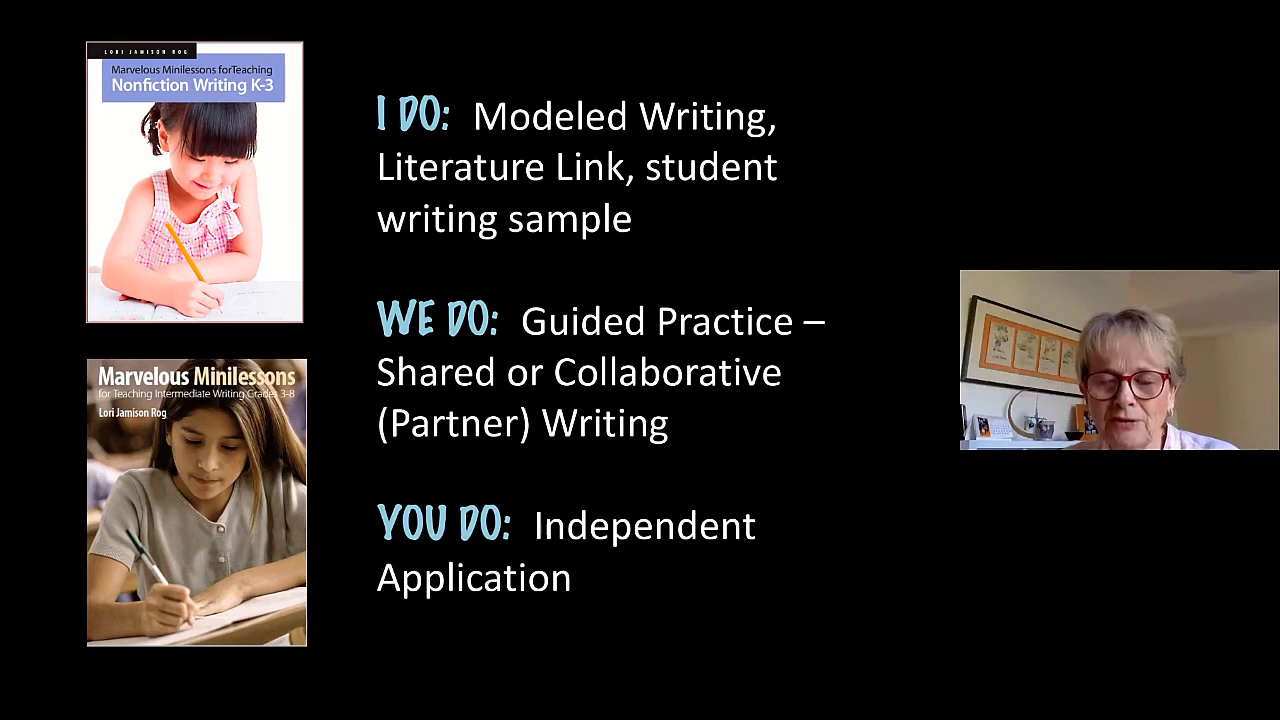 LORI JAMISON ROG
Marvelous Minilessons forTeaching
Nonfiction Writing K-3
I DO: Modeled Writing,
Literature Link, student
writing sample
WE DO: Guided Practice –
Shared or Collaborative
(Partner) Writing
YOU DO: Independent
Application
Marvelous Minilessons
for Teaching Intermediate Writing Grades 3-8
Lori Jamison Rog